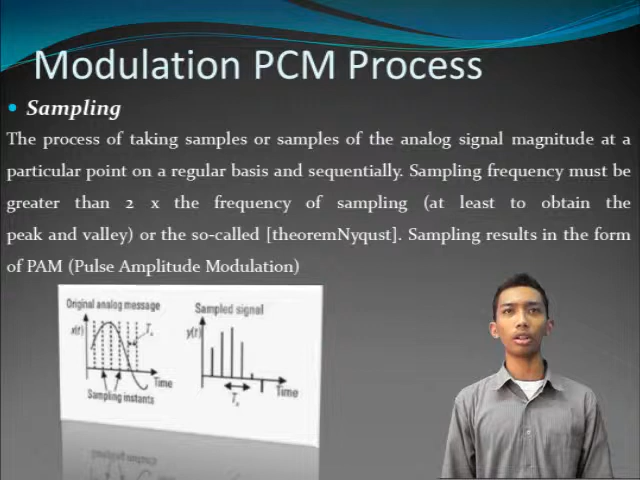 Modulation PCM Process
• Sampling
The process of taking samples or samples of the analog signal magnitude at a
particular point on a regular basis and sequentially. Sampling frequency must be
greater than 2 x the frequency of sampling (at least to obtain the
peak and valley) or the so-called [theoremNyqust]. Sampling results in the form
of PAM (Pulse Amplitude Modulation)
Original analog message
x(t)
Ts
Time
Sampling instants
Sampled signal
y(t)
Time
Ts